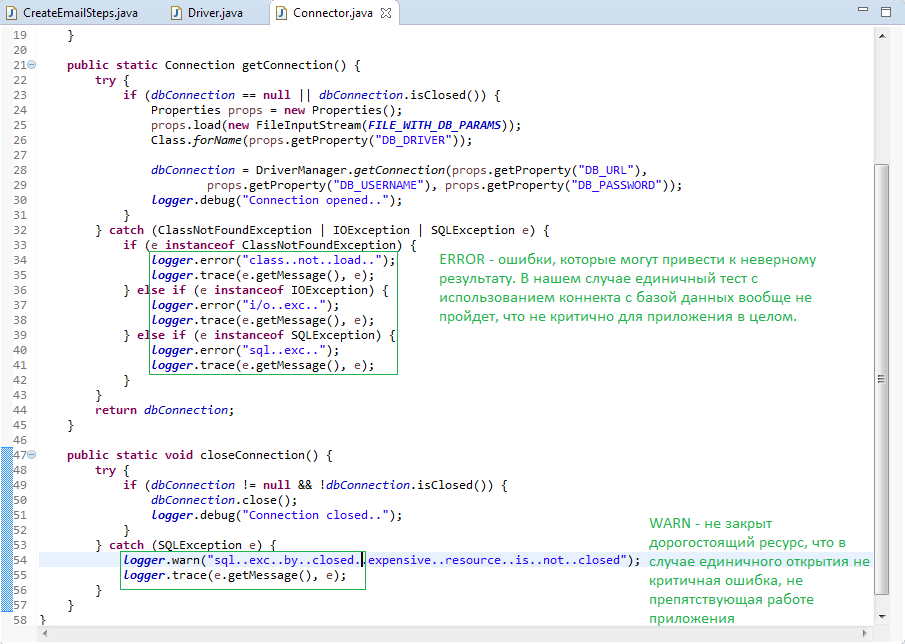 CreateEmailSteps.java Driver.java Connector.java
19 }
20
21 public static Connection getConnection() {
22 try {
23 if (dbConnection == null || dbConnection.isClosed()) {
24 Properties props = new Properties();
25 props.load(new FileInputStream(FILE_WITH_DB_PARAMS));
26 Class.forName(props.getProperty("DB_DRIVER"));
27
28 dbConnection = DriverManager.getConnection(props.getProperty("DB_URL"),
29 props.getProperty("DB_USERNAME"), props.getProperty("DB_PASSWORD"));
30 logger.debug("Connection opened..");
31 }
32 } catch (ClassNotFoundException | IOException | SQLException e) {
33 if (e instanceof ClassNotFoundException) {
34 logger.error("class..not..load..");
35 logger.trace(e.getMessage(), e);
36 } else if (e instanceof IOException) {
37 logger.error("i/o..exc..");
38 logger.trace(e.getMessage(), e);
39 } else if (e instanceof SQLException) {
40 logger.error("sql..exc..");
41 logger.trace(e.getMessage(), e);
42 }
43 }
44 return dbConnection;
45 }
46
47 public static void closeConnection() {
48 try {
49 if (dbConnection != null && !dbConnection.isClosed()) {
50 dbConnection.close();
51 logger.debug("Connection closed..");
52 }
53 } catch (SQLException e) {
54 logger.warn("sql..exc..by..closed..expensive..resource..is..not..closed");
55 logger.trace(e.getMessage(), e);
56 }
57 }
58 }
ERROR - ошибки, которые могут привести к неверному
результату. В нашем случае единичный тест с
использованием коннекта с базой данных вообще не
пройдет, что не критично для приложения в целом.
WARN - не закрыт
дорогостоящий ресурс, что в
случае единичного открытия не
критичная ошибка, не
препятствующая работе
приложения